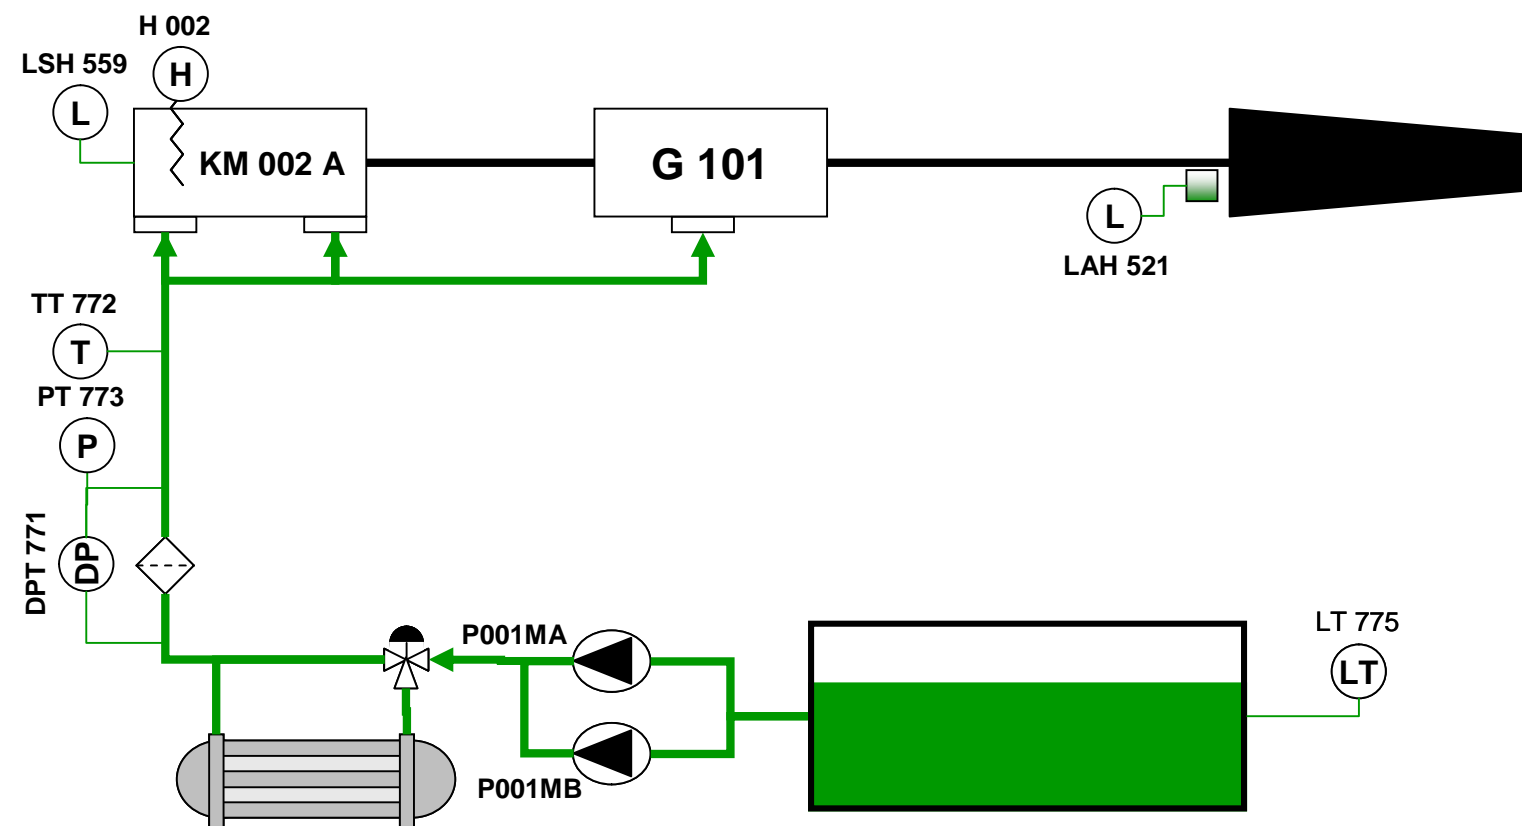 H 002
LSH 559
H
L
KM 002 A
G 101
L
LAH 521
TT 772
T
PT 773
P
DPT 771
DP
P001MA
LT 775
LT
P001MB